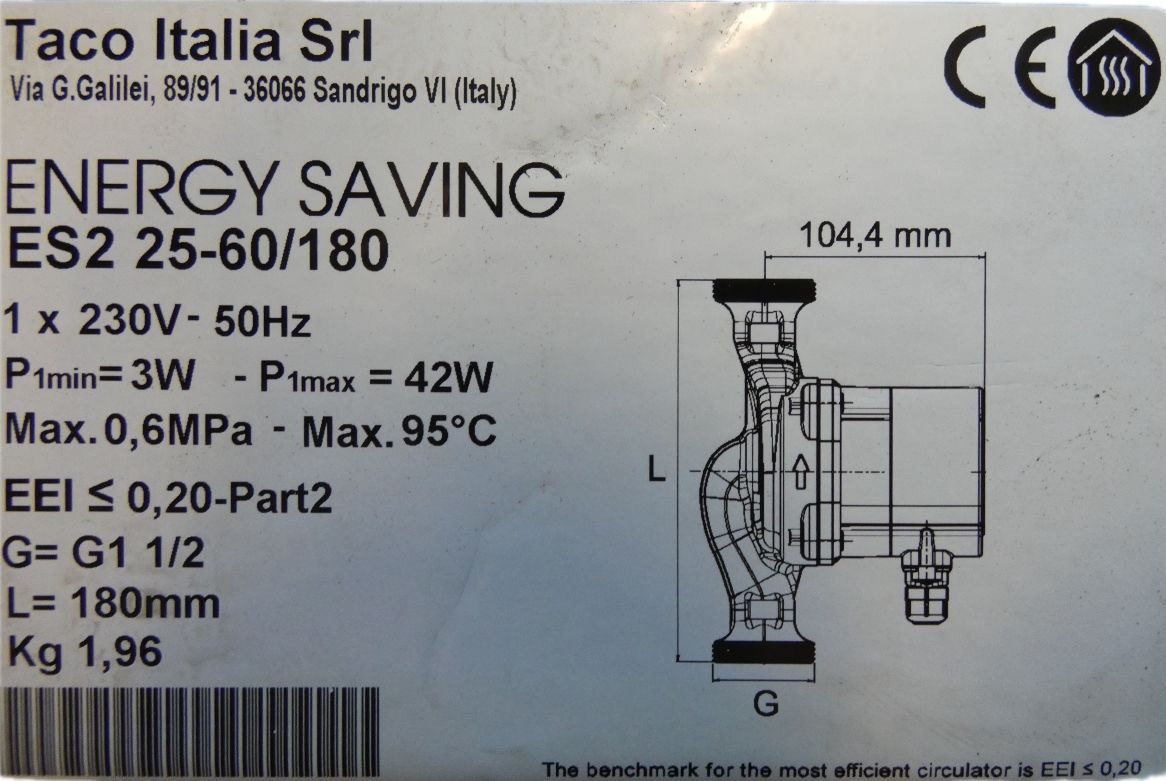 Taco Italia Srl
Via G.Galilei, 89/91 - 36066 Sandrigo VI (Italy)
CE
ENERGY SAVING
ES2 25-60/180
1 x 230V- 50Hz
P1min= 3W - P1max = 42W
Max. 0,6MPa - Max. 95°C
EEI ≤ 0,20-Part2
G= G1 1/2
L= 180mm
Kg 1,96
104,4 mm
L
G
The benchmark for the most efficient circulator is EEI ≤ 0,20